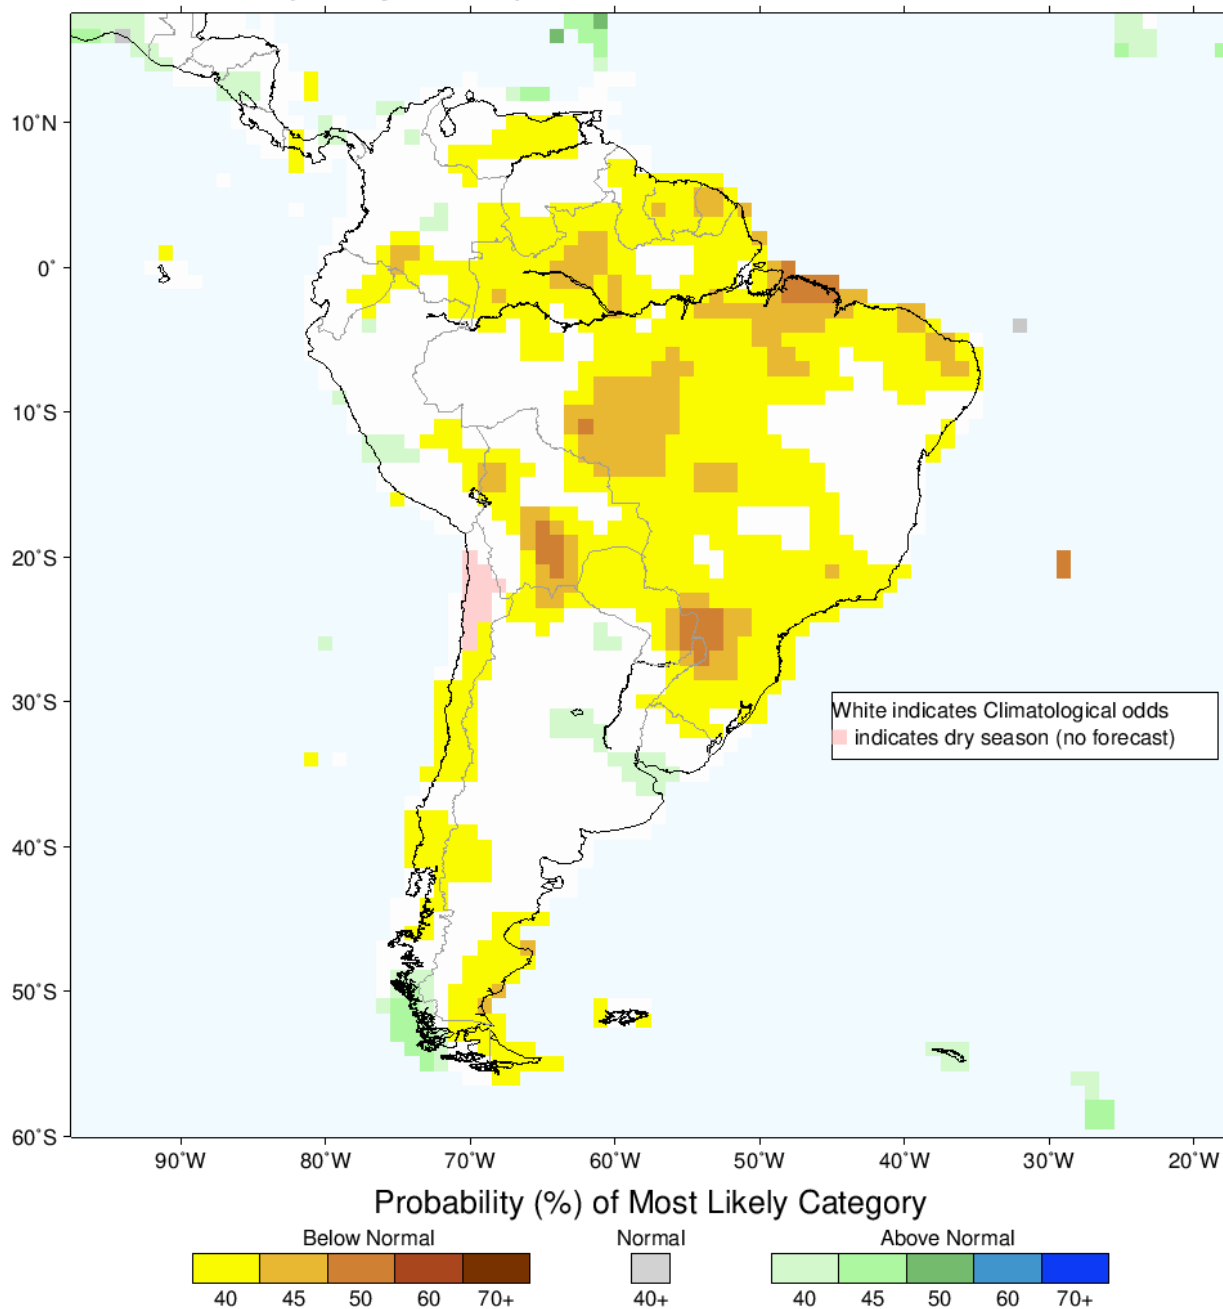 10˚N
0˚
10˚S
20˚S
30˚S
40˚S
50˚S
60˚S
White indicates Climatological odds
indicates dry season (no forecast)
90˚W 80˚W 70˚W 60˚W 50˚W 40˚W 30˚W 20˚W
Probability (%) of Most Likely Category
Below Normal Normal Above Normal
40 45 50 60 70+ 40+ 40 45 50 60 70+